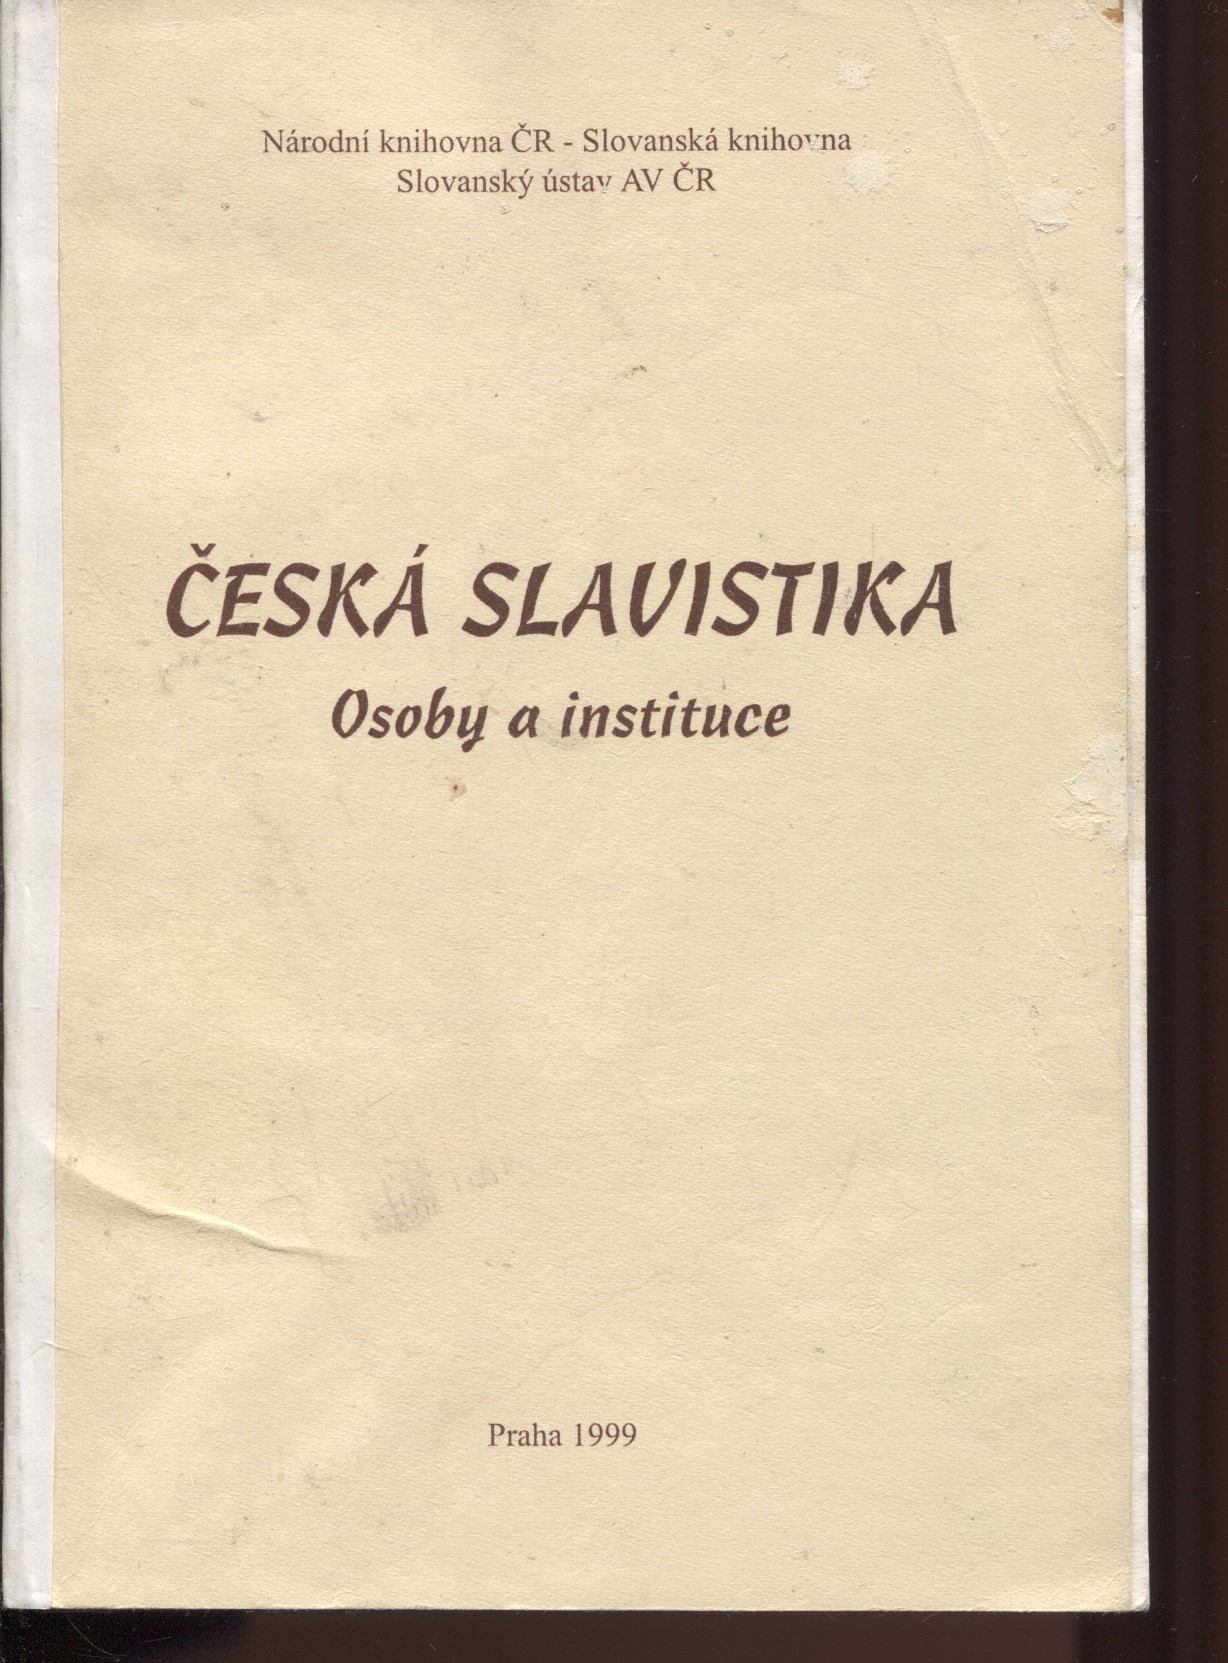 Národní knihovna ČR - Slovanská knihovna
Slovanský ústav AV ČR
ČESKÁ SLAVISTIKA
Osoby a instituce
Praha 1999